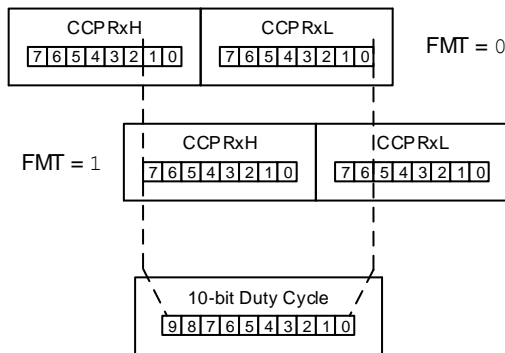 CCPRxH CCPRxL
7 6 5 4 3 2 1 0 7 6 5 4 3 2 1 0 FMT = 0
CCPRxH CCPRxL
FMT = 1 7 6 5 4 3 2 1 0 7 6 5 4 3 2 1 0
10-bit Duty Cycle
9 8 7 6 5 4 3 2 1 0